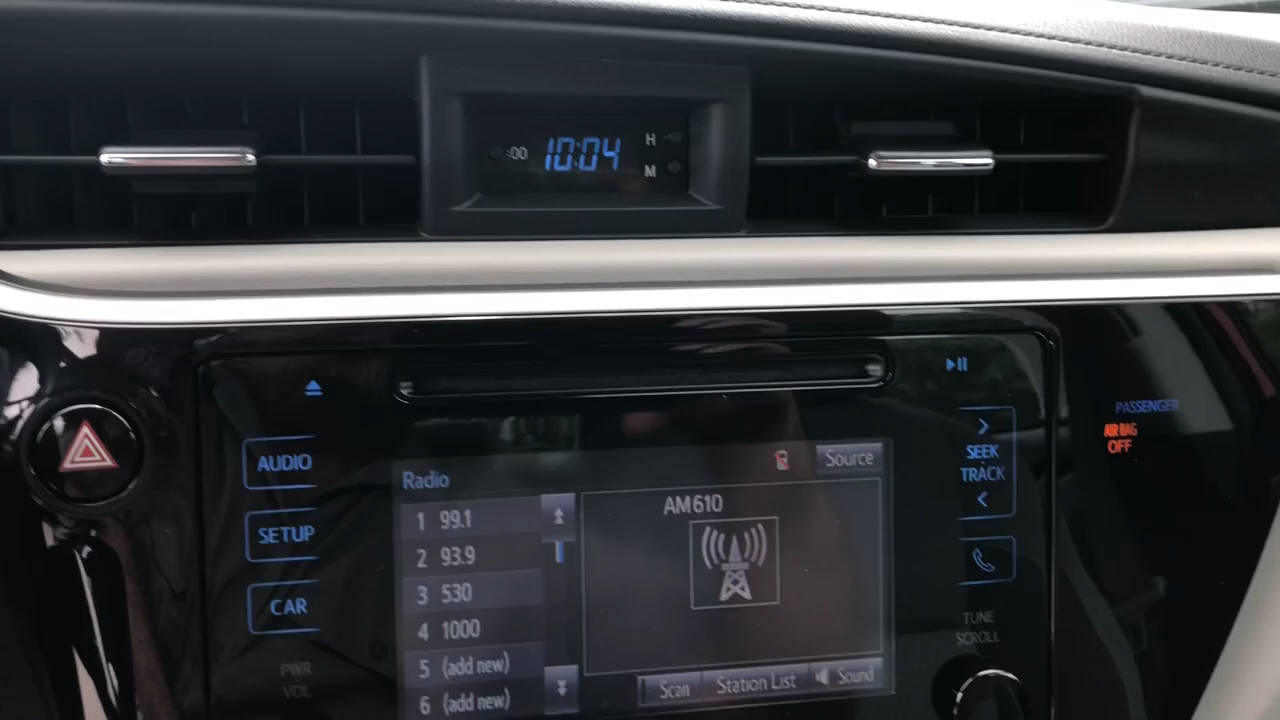 :00 10:04 H
M
PASSENGER
AIR BAG
OFF
AUDIO
SETUP
CAR
PWR
VOL
Radio
Source
1 99.1
2 93.9
3 530
4 1000
5 (add new)
6 (add new)
AM 610
Scan Station List Sound
SEEK
TRACK
TUNE
SCROLL